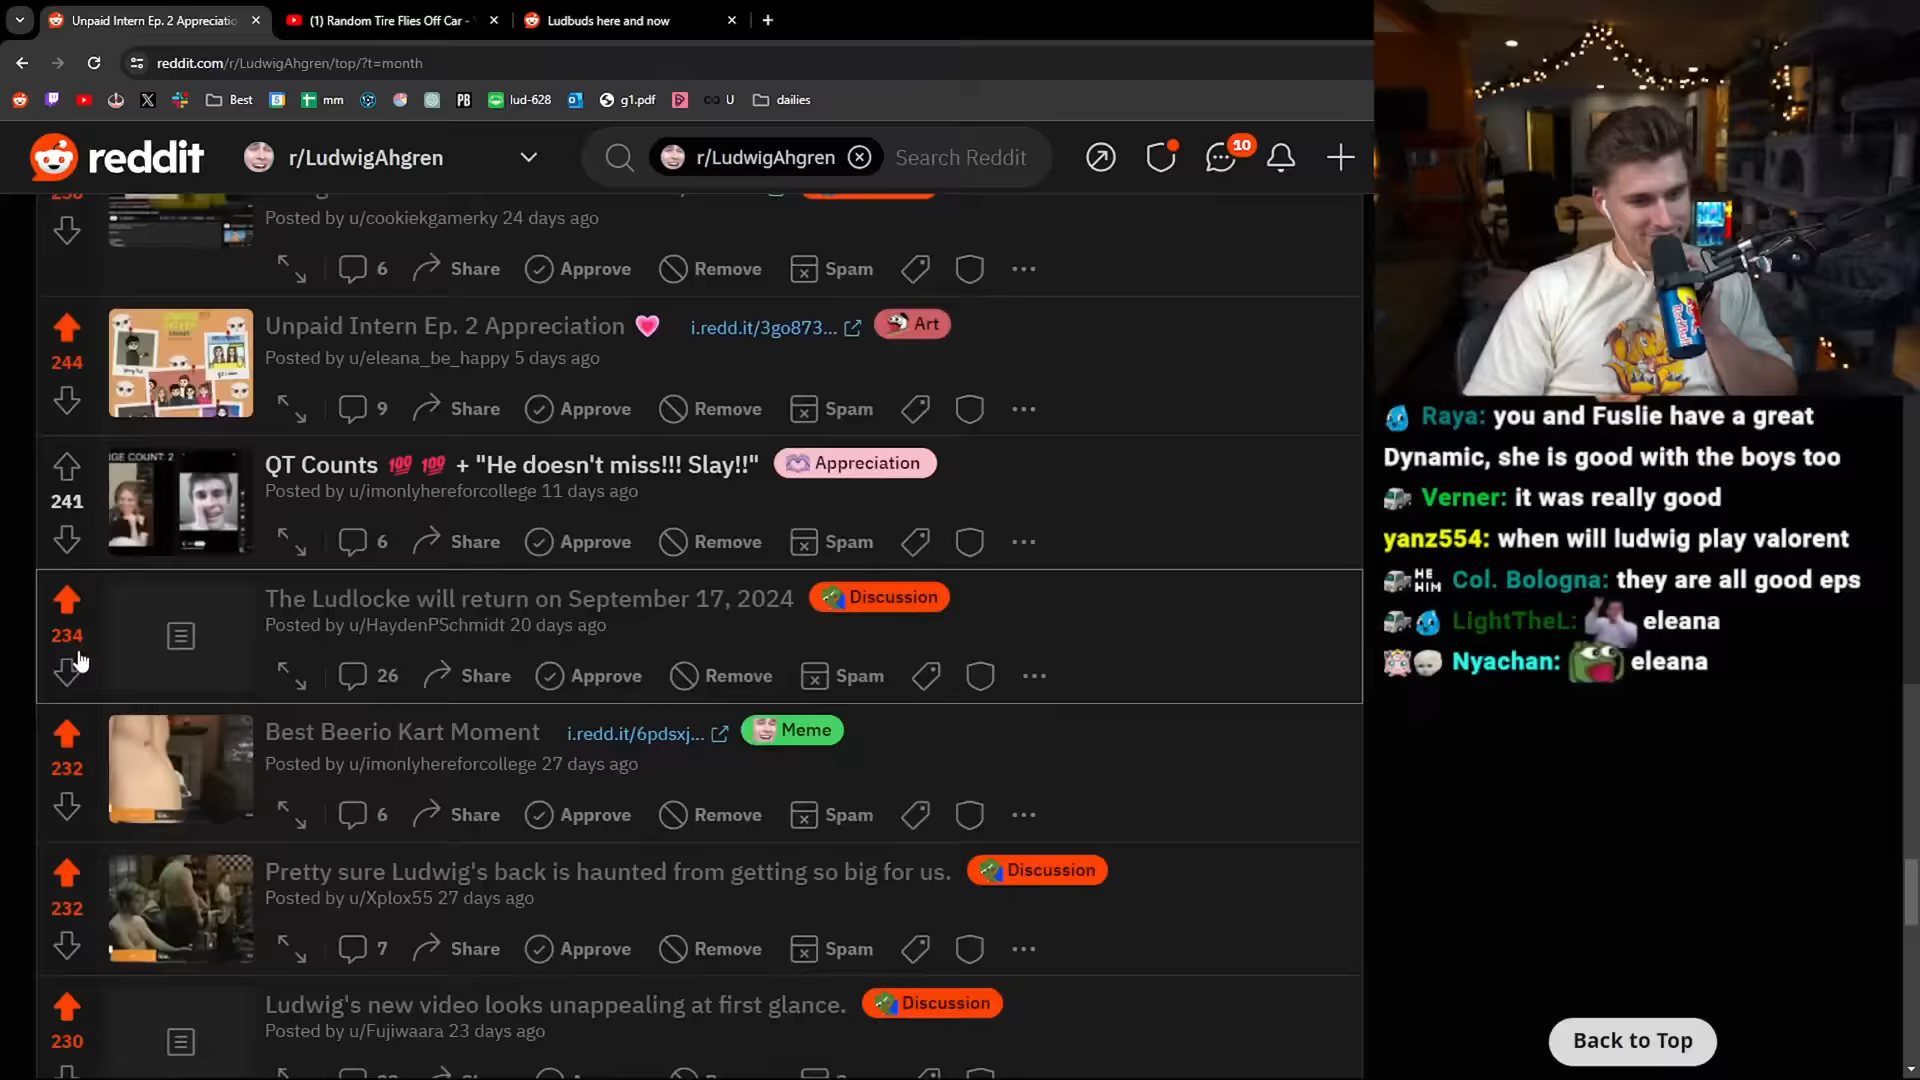 Unpaid Intern Ep. 2 Appreciatio
(1) Random Tire Flies Off Car -
Ludbuds here and now
reddit.com/r/LudwigAhgren/top/?t=month
Best
mm
PB
lud-628
g1.pdf
U
dailies
reddit
r/LudwigAhgren
r/LudwigAhgren
Search Reddit
10
Posted by u/cookiekgamerky 24 days ago
6 Share Approve Remove Spam
Unpaid Intern Ep. 2 Appreciation 💗 i.redd.it/3go873... Art
244
Posted by u/eleana_be_happy 5 days ago
9 Share Approve Remove Spam
QT Counts 💯 💯 + "He doesn't miss!!! Slay!!" Appreciation
241
Posted by u/imonlyhereforcollege 11 days ago
6 Share Approve Remove Spam
The Ludlocke will return on September 17, 2024 Discussion
234
Posted by u/HaydenPSchmidt 20 days ago
26 Share Approve Remove Spam
Best Beerio Kart Moment i.redd.it/6pdsxj... Meme
232
Posted by u/imonlyhereforcollege 27 days ago
6 Share Approve Remove Spam
Pretty sure Ludwig's back is haunted from getting so big for us. Discussion
232
Posted by u/Xplox55 27 days ago
7 Share Approve Remove Spam
Ludwig's new video looks unappealing at first glance. Discussion
230
Posted by u/Fujiwaara 23 days ago
Raya: you and Fuslie have a great
Dynamic, she is good with the boys too
Verner: it was really good
yanz554: when will ludwig play valorent
HE HIM Col. Bologna: they are all good eps
LightTheL: eleana
Nyachan: eleana
Back to Top